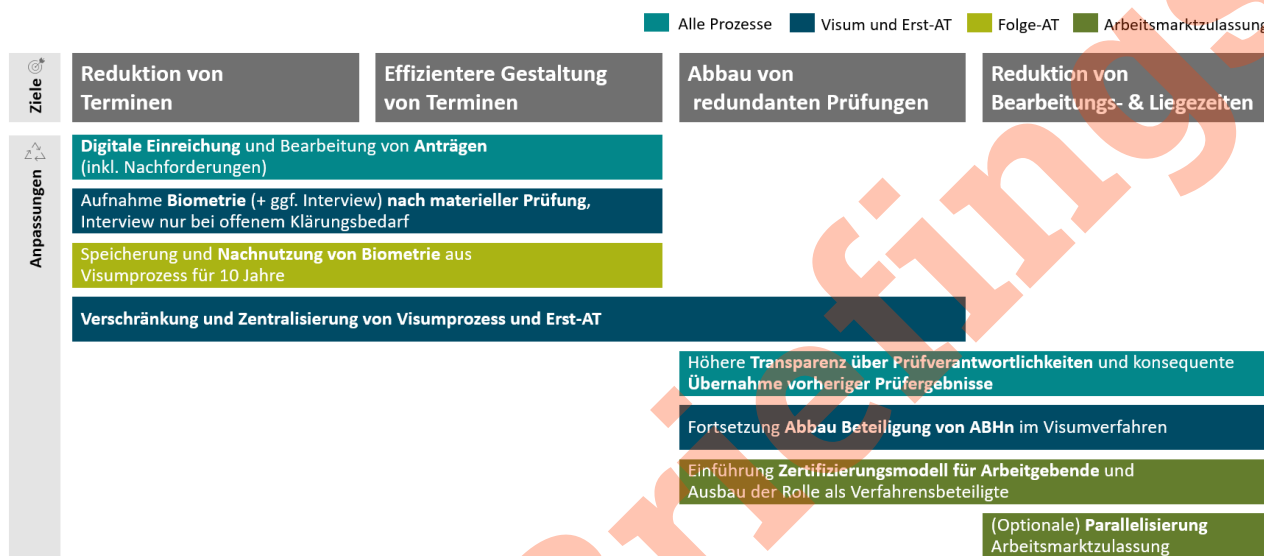 Alle Prozesse
Visum und Erst-AT
Folge-AT
Arbeitsmarktzulassung
Ziele
Reduktion von
Terminen
Effizientere Gestaltung
von Terminen
Abbau von
redundanten Prüfungen
Reduktion von
Bearbeitungs- & Liegezeiten
Anpassungen
Digitale Einreichung und Bearbeitung von Anträgen
(inkl. Nachforderungen)
Aufnahme Biometrie (+ ggf. Interview) nach materieller Prüfung,
Interview nur bei offenem Klärungsbedarf
Speicherung und Nachnutzung von Biometrie aus
Visumprozess für 10 Jahre
Verschränkung und Zentralisierung von Visumprozess und Erst-AT
Höhere Transparenz über Prüfverantwortlichkeiten und konsequente
Übernahme vorheriger Prüfergebnisse
Fortsetzung Abbau Beteiligung von ABHn im Visumverfahren
Einführung Zertifizierungsmodell für Arbeitgebende und
Ausbau der Rolle als Verfahrensbeteiligte
(Optionale) Parallelisierung
Arbeitsmarktzulassung
riefings